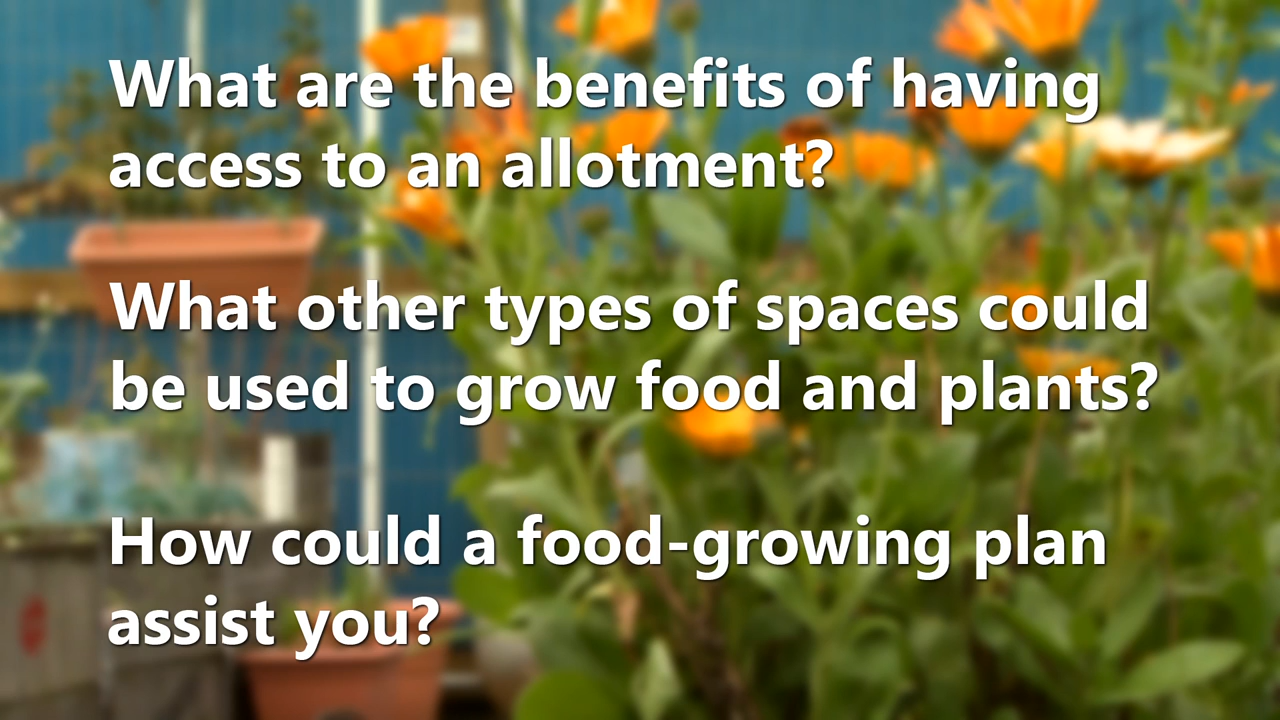 What are the benefits of having
access to an allotment?
What other types of spaces could
be used to grow food and plants?
How could a food-growing plan
assist you?